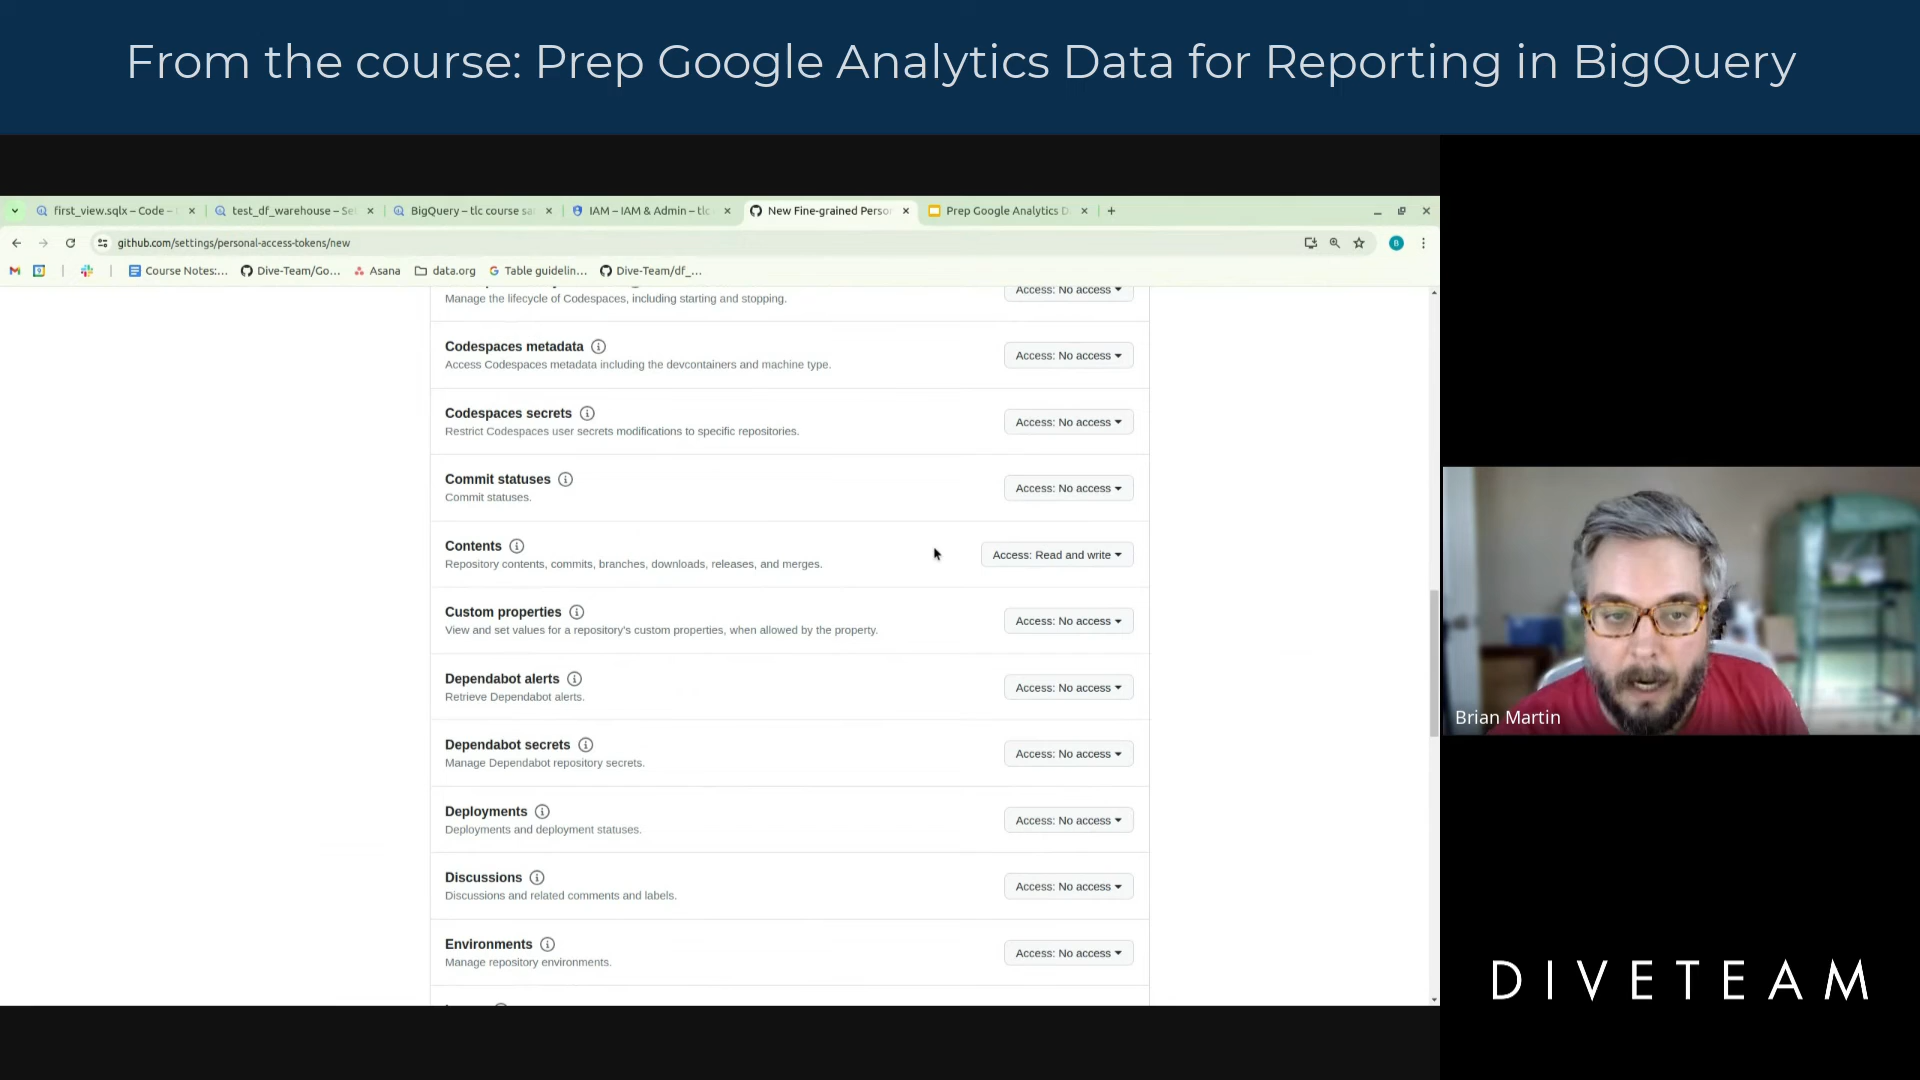 From the course: Prep Google Analytics Data for Reporting in BigQuery
first_view.sqlx – Code –
test_df_warehouse – Se
BigQuery – tlc course sa
IAM – IAM & Admin – tlc
New Fine-grained Perso
Prep Google Analytics D
github.com/settings/personal-access-tokens/new
B
Course Notes:...
Dive-Team/Go...
Asana
data.org
Table guidelin...
Dive-Team/df_...
Access: No access
Manage the lifecycle of Codespaces, including starting and stopping.
Codespaces metadata
Access: No access
Access Codespaces metadata including the devcontainers and machine type.
Codespaces secrets
Access: No access
Restrict Codespaces user secrets modifications to specific repositories.
Commit statuses
Access: No access
Commit statuses.
Contents
Access: Read and write
Repository contents, commits, branches, downloads, releases, and merges.
Custom properties
Access: No access
View and set values for a repository's custom properties, when allowed by the property.
Dependabot alerts
Access: No access
Retrieve Dependabot alerts.
Dependabot secrets
Access: No access
Manage Dependabot repository secrets.
Deployments
Access: No access
Deployments and deployment statuses.
Discussions
Access: No access
Discussions and related comments and labels.
Environments
Access: No access
Manage repository environments.
Brian Martin
DIVETEAM